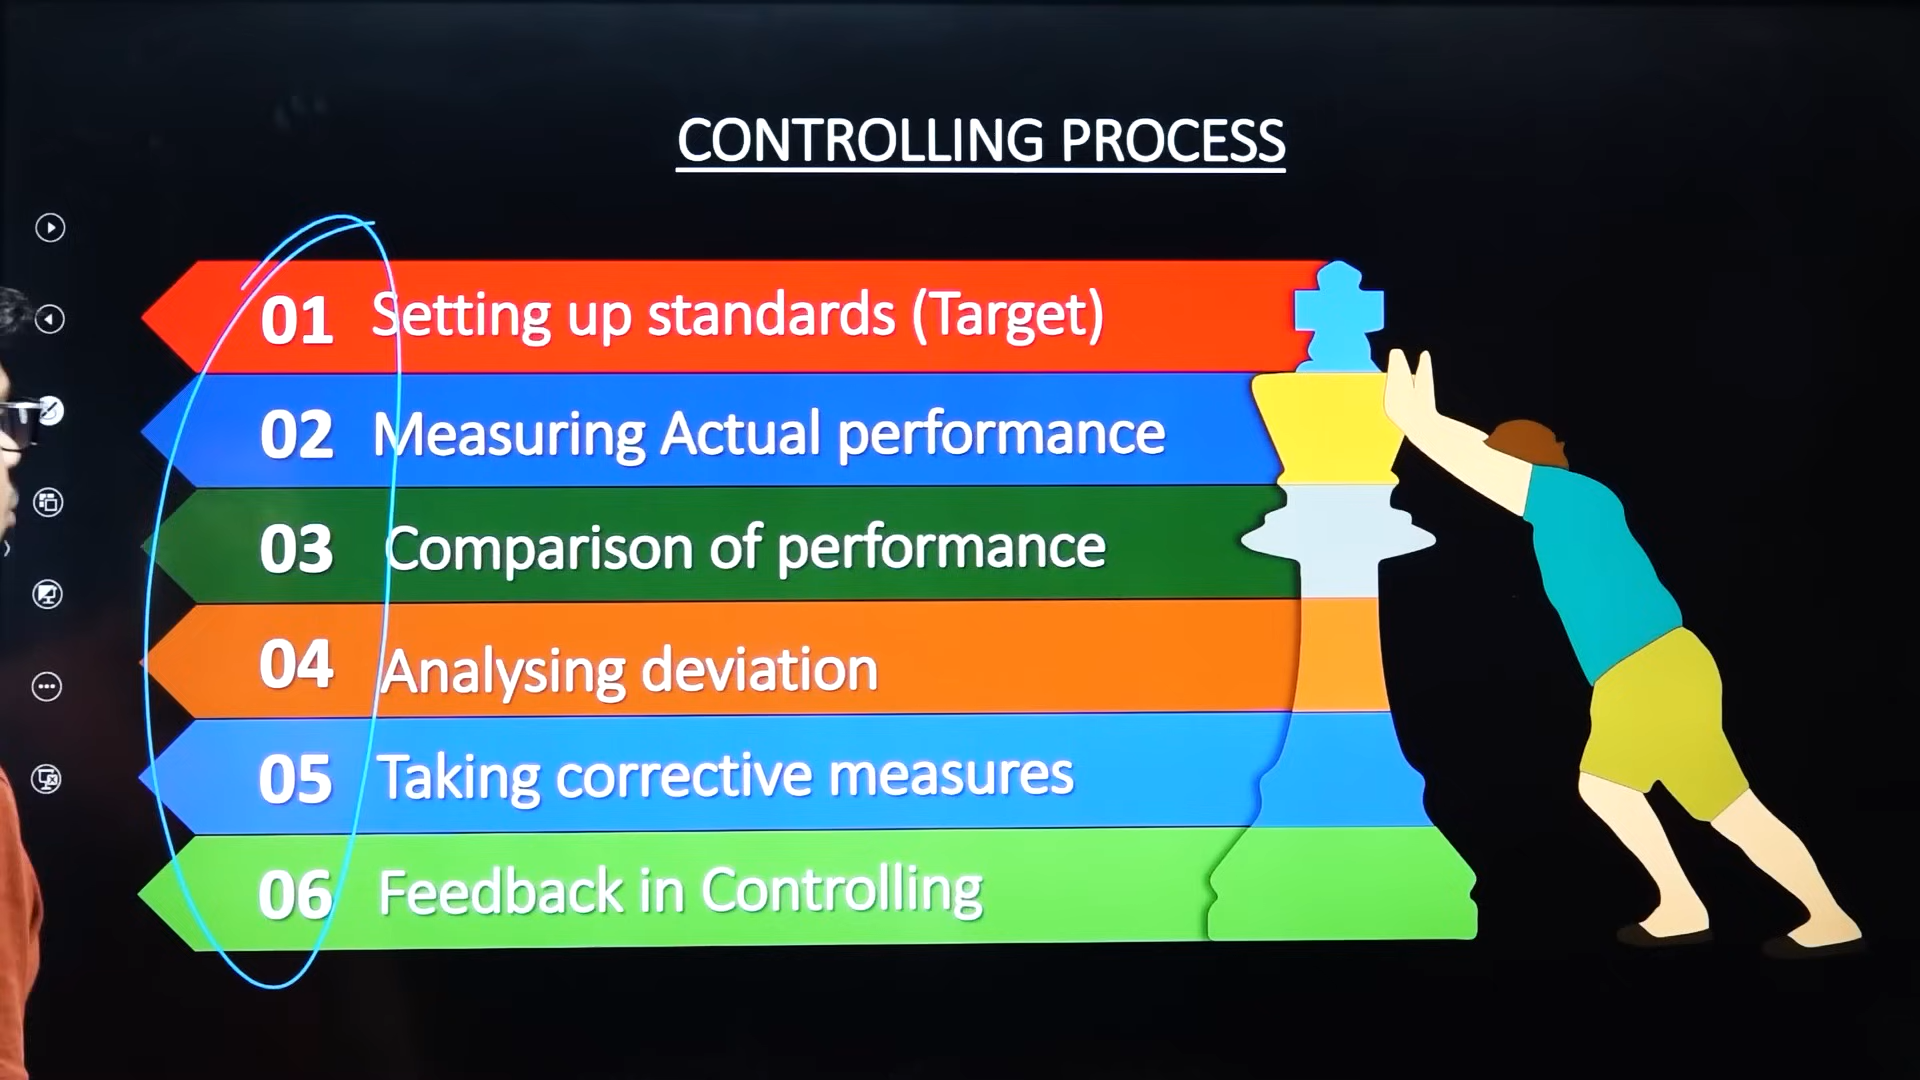 CONTROLLING PROCESS
01 Setting up standards (Target)
02 Measuring Actual performance
03 Comparison of performance
04 Analysing deviation
05 Taking corrective measures
06 Feedback in Controlling